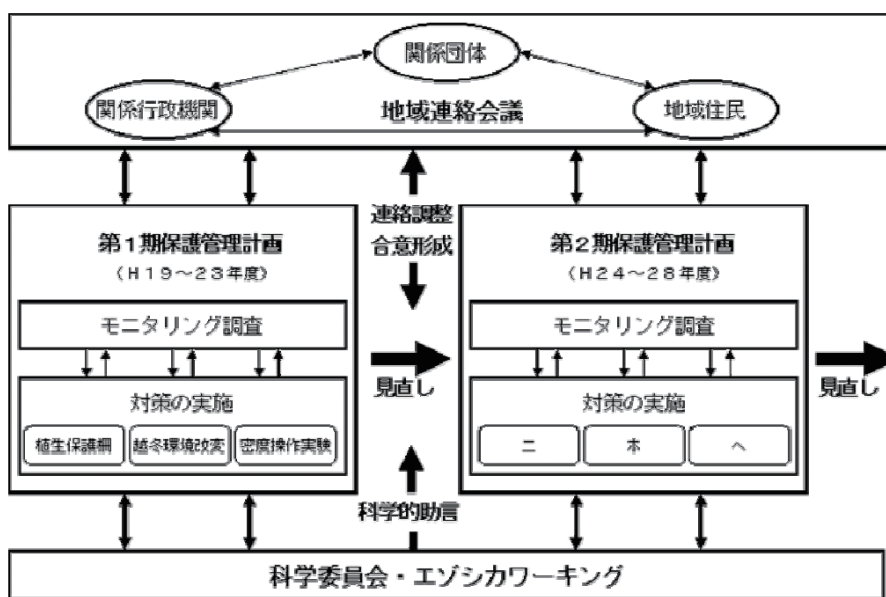 関係団体
関係行政機関
地域連絡会議
地域住民
第1期保護管理計画
(H19~23年度)
モニタリング調査
対策の実施
植生保護柵
越冬環境改変
密度操作実験
連絡調整
合意形成
見直し
科学的助言
第2期保護管理計画
(H24~28年度)
モニタリング調査
対策の実施
ニ
ホ
ヘ
見直し
科学委員会・エゾシカワーキング